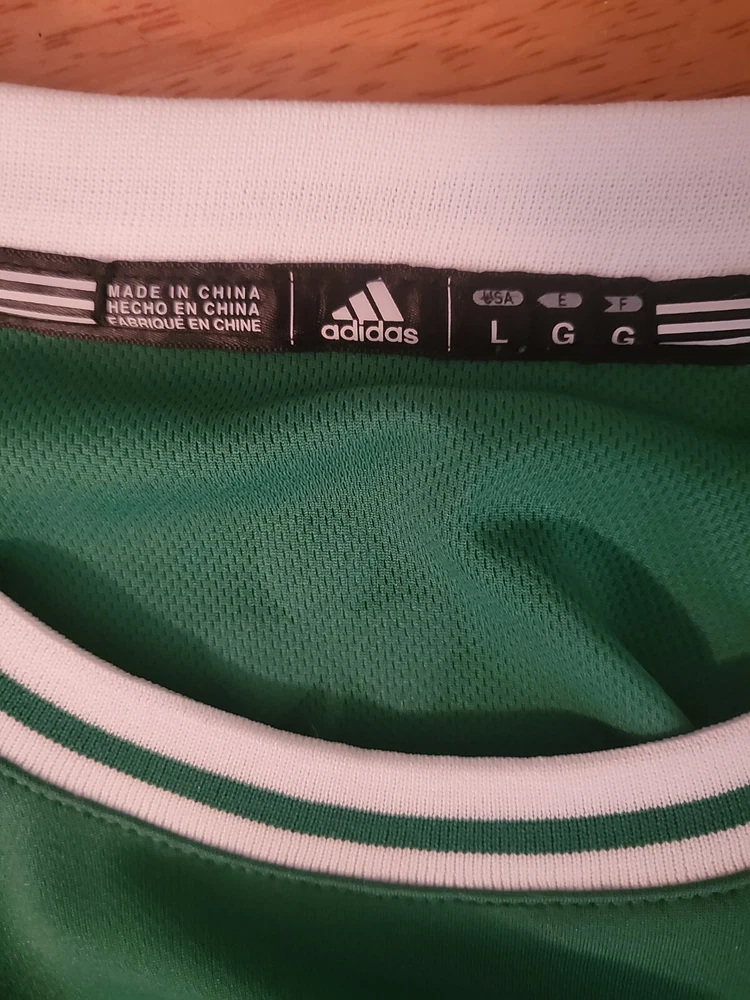 MADE IN CHINA
HECHO EN CHINA
FABRIQUÉ EN CHINE
adidas
USA E F
L G G